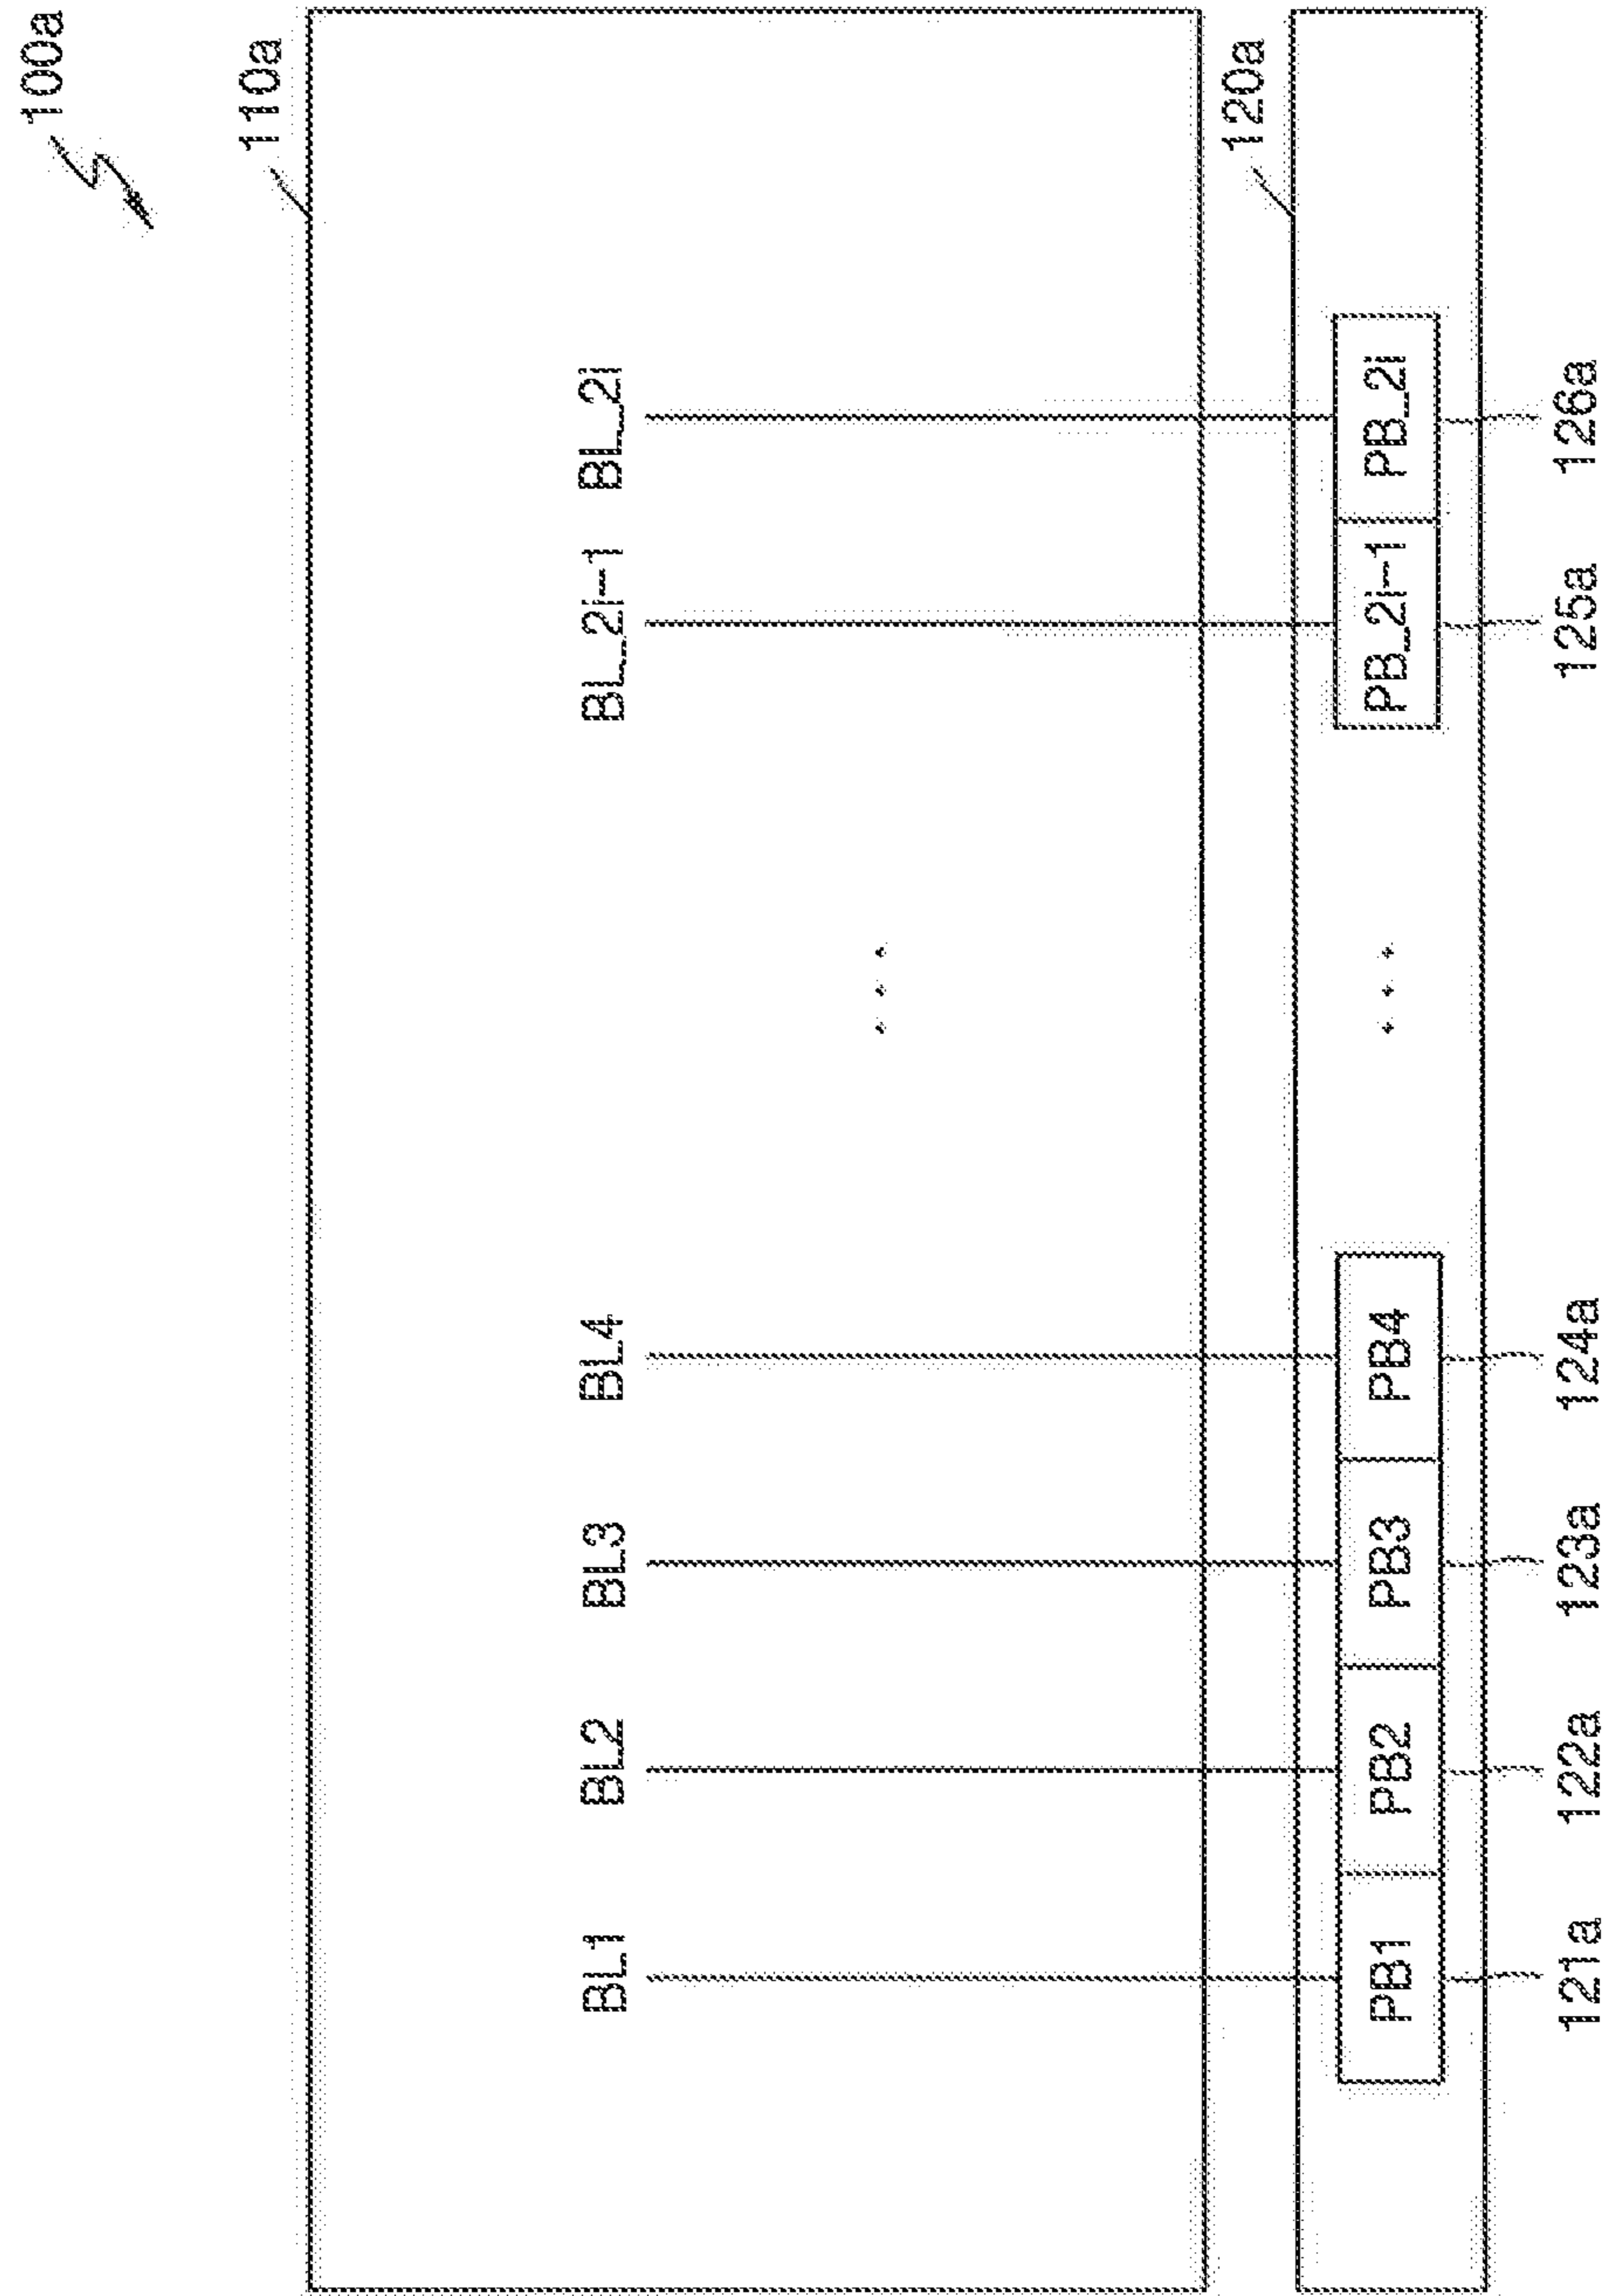 100a
110a
BL1 BL2 BL3 BL4 BL_2i-1 BL_2i
120a
PB1 PB2 PB3 PB4 PB_2i-1 PB_2i
121a 122a 123a 124a 125a 126a